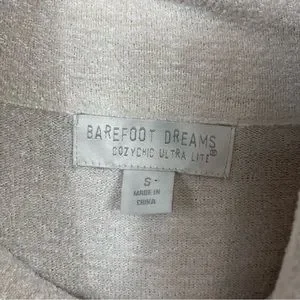 BAREFOOT DREAMS
COZYCHIC ULTRA LITE®
S
MADE IN
CHINA